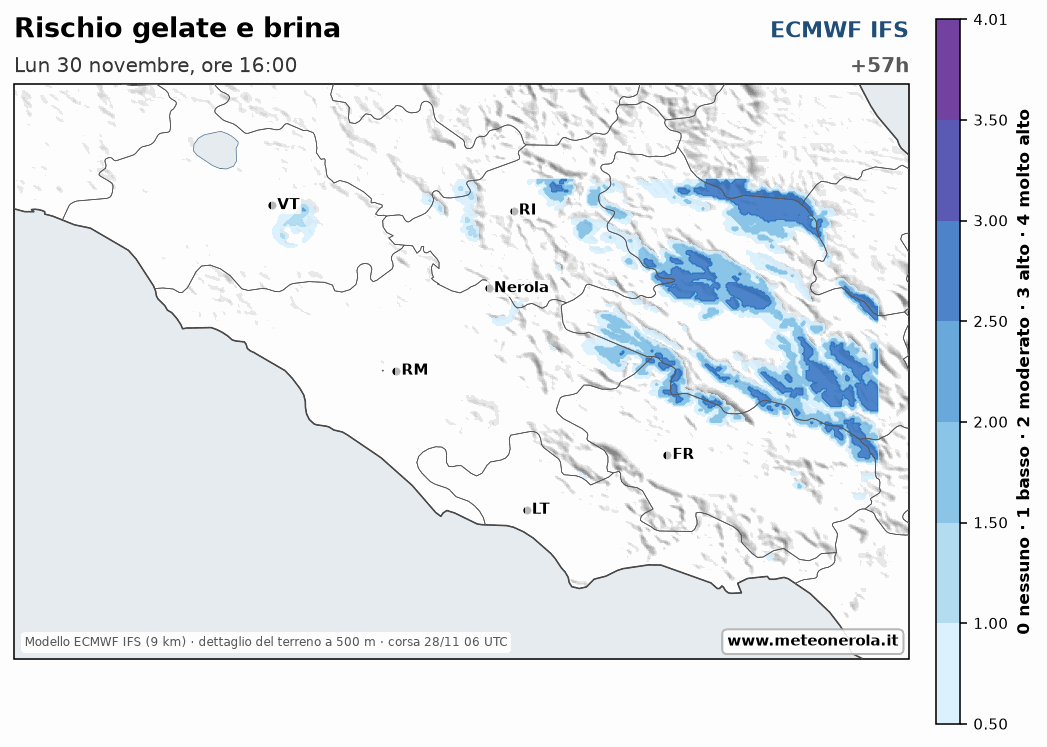 Rischio gelate e brina
ECMWF IFS
Lun 30 novembre, ore 16:00
+57h
VT
RI
Nerola
RM
FR
LT
Modello ECMWF IFS (9 km) · dettaglio del terreno a 500 m · corsa 28/11 06 UTC
www.meteonerola.it
4.01
3.50
3.00
2.50
2.00
1.50
1.00
0.50
0 nessuno · 1 basso · 2 moderato · 3 alto · 4 molto alto